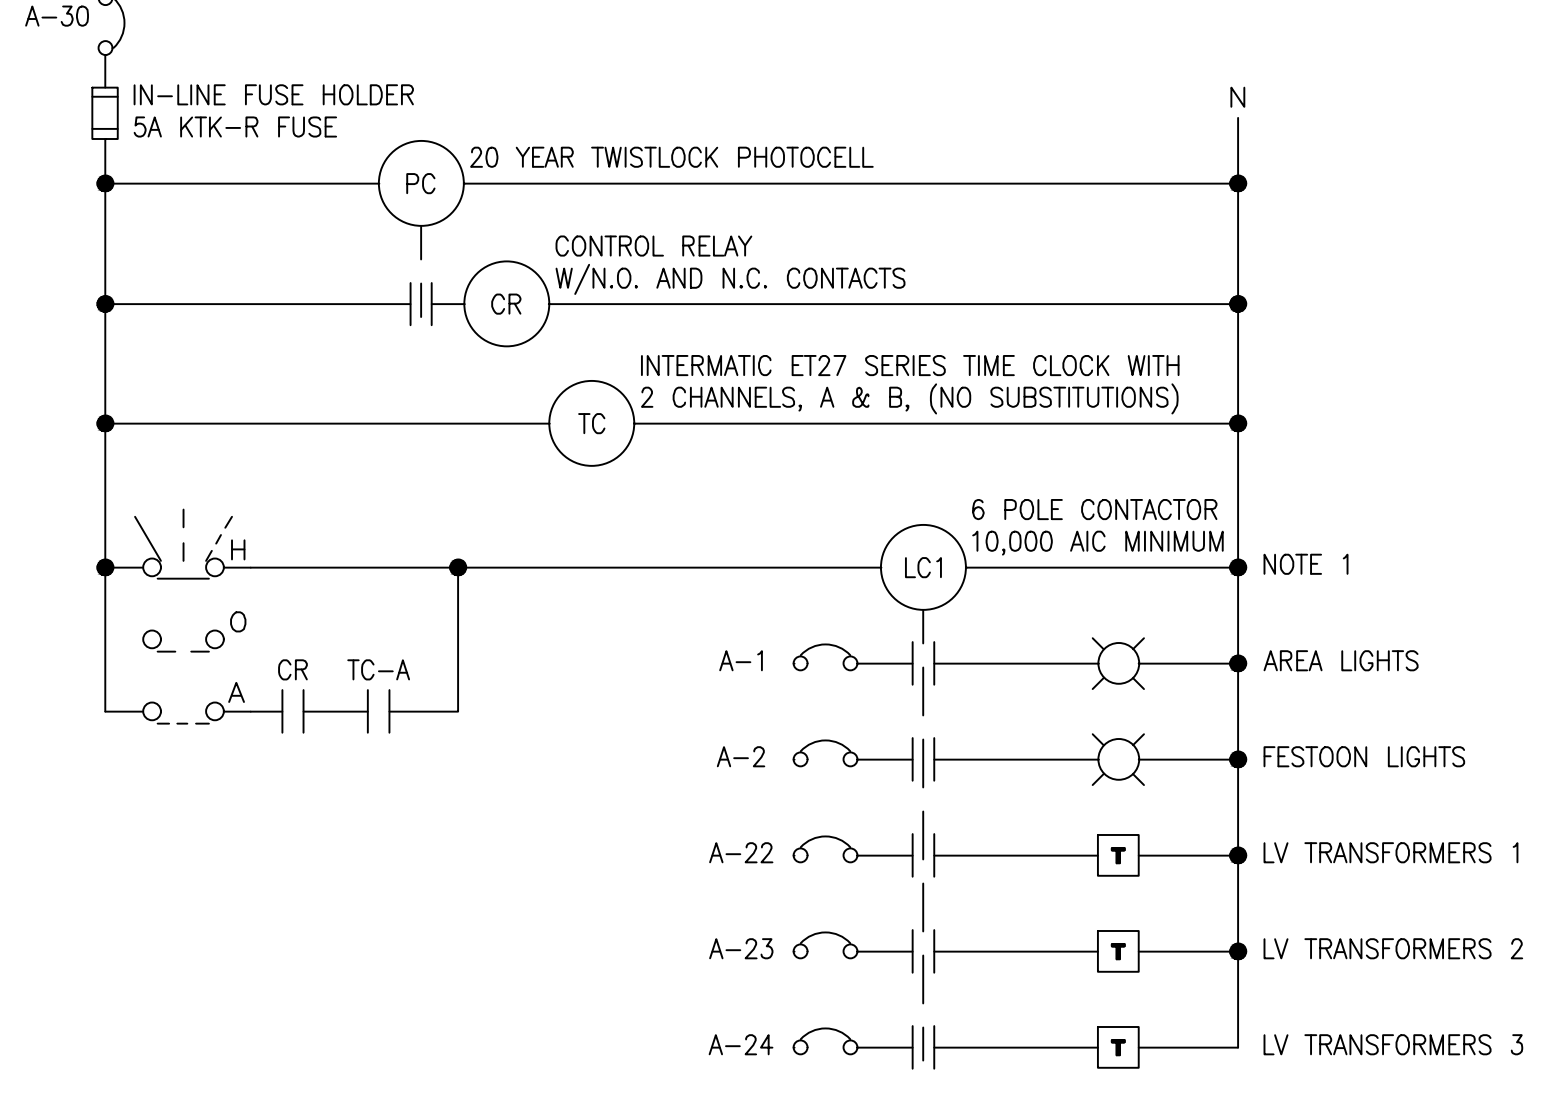 A-30
IN-LINE FUSE HOLDER
5A KTK-R FUSE
N
20 YEAR TWISTLOCK PHOTOCELL
PC
CONTROL RELAY
W/N.O. AND N.C. CONTACTS
CR
INTERMATIC ET27 SERIES TIME CLOCK WITH
2 CHANNELS, A & B, (NO SUBSTITUTIONS)
TC
6 POLE CONTACTOR
10,000 AIC MINIMUM
H
LC1
NOTE 1
O
A-1
AREA LIGHTS
CR
TC-A
A
A-2
FESTOON LIGHTS
A-22
T
LV TRANSFORMERS 1
A-23
T
LV TRANSFORMERS 2
A-24
T
LV TRANSFORMERS 3